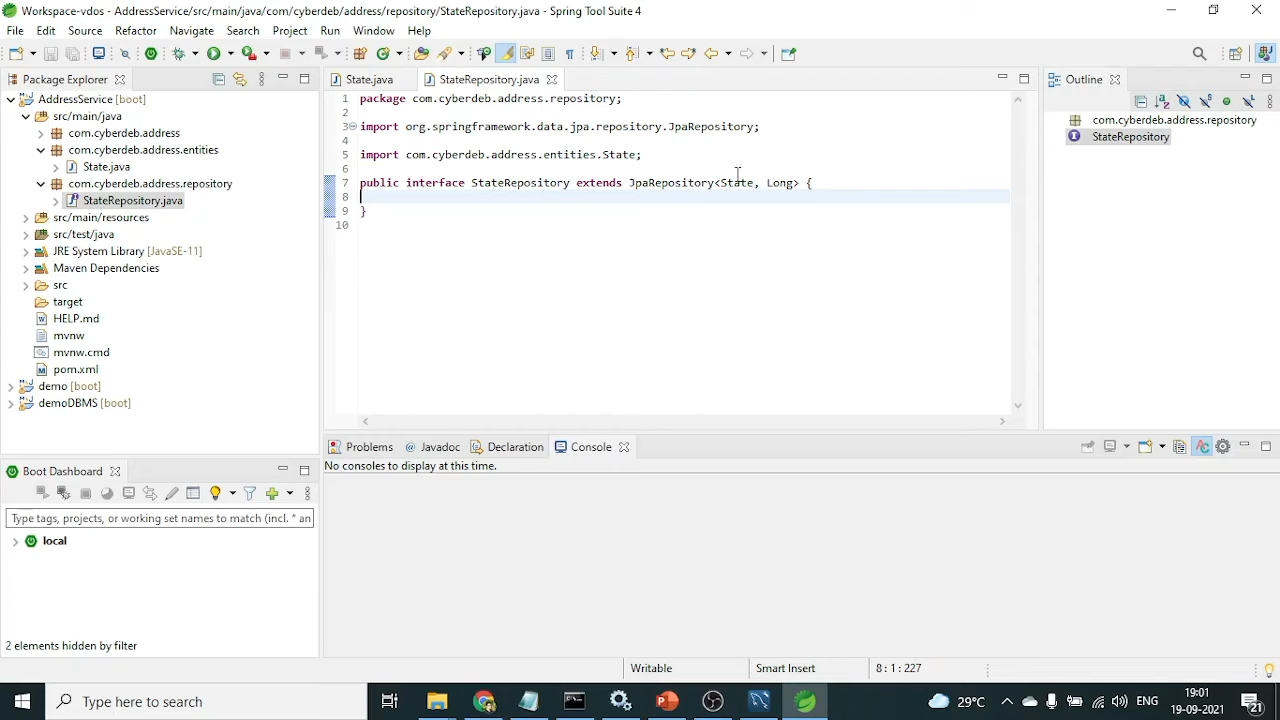 Workspace-vdos - AddressService/src/main/java/com/cyberdeb/address/repository/StateRepository.java - Spring Tool Suite 4
File Edit Source Refactor Navigate Search Project Run Window Help
Package Explorer
AddressService [boot]
src/main/java
com.cyberdeb.address
com.cyberdeb.address.entities
State.java
com.cyberdeb.address.repository
StateRepository.java
src/main/resources
src/test/java
JRE System Library [JavaSE-11]
Maven Dependencies
src
target
HELP.md
mvnw
mvnw.cmd
pom.xml
demo [boot]
demoDBMS [boot]
State.java StateRepository.java
1 package com.cyberdeb.address.repository;
2
3 import org.springframework.data.jpa.repository.JpaRepository;
4
5 import com.cyberdeb.address.entities.State;
6
7 public interface StateRepository extends JpaRepository<State, Long> {
8
9 }
10
Outline
com.cyberdeb.address.repository
StateRepository
Problems Javadoc Declaration Console
No consoles to display at this time.
Boot Dashboard
Type tags, projects, or working set names to match (incl. * an
local
2 elements hidden by filter
Writable Smart Insert 8 : 1 : 227
Type here to search
29°C ENG 19:01 19-09-2021 21